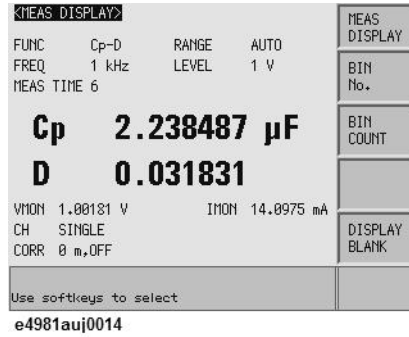 <MEAS DISPLAY>
FUNC Cp-D RANGE AUTO
FREQ 1 kHz LEVEL 1 V
MEAS TIME 6
Cp 2.238487 µF
D 0.031831
VMON 1.00181 V IMON 14.0975 mA
CH SINGLE
CORR 0 m,OFF
Use softkeys to select
MEAS
DISPLAY
BIN
No.
BIN
COUNT
DISPLAY
BLANK
e4981auj0014